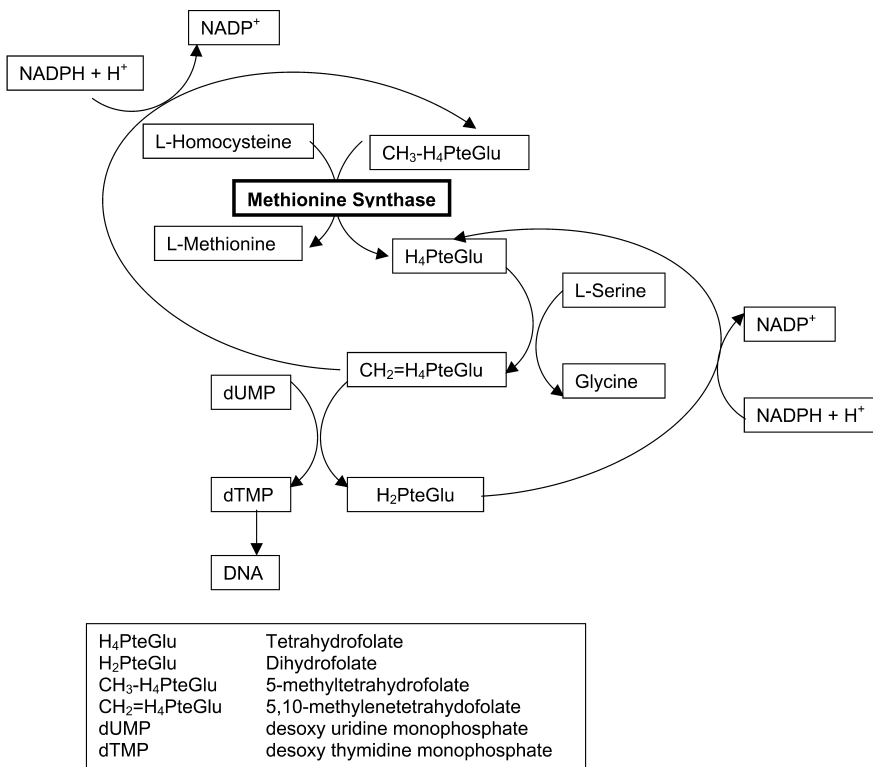 NADP⁺
NADPH + H⁺
L-Homocysteine
CH₃-H₄PteGlu
Methionine Synthase
L-Methionine
H₄PteGlu
L-Serine
NADP⁺
CH₂=H₄PteGlu
Glycine
dUMP
NADPH + H⁺
dTMP
H₂PteGlu
DNA
H₄PteGlu Tetrahydrofolate
H₂PteGlu Dihydrofolate
CH₃-H₄PteGlu 5-methyltetrahydrofolate
CH₂=H₄PteGlu 5,10-methylenetetrahydofolate
dUMP desoxy uridine monophosphate
dTMP desoxy thymidine monophosphate